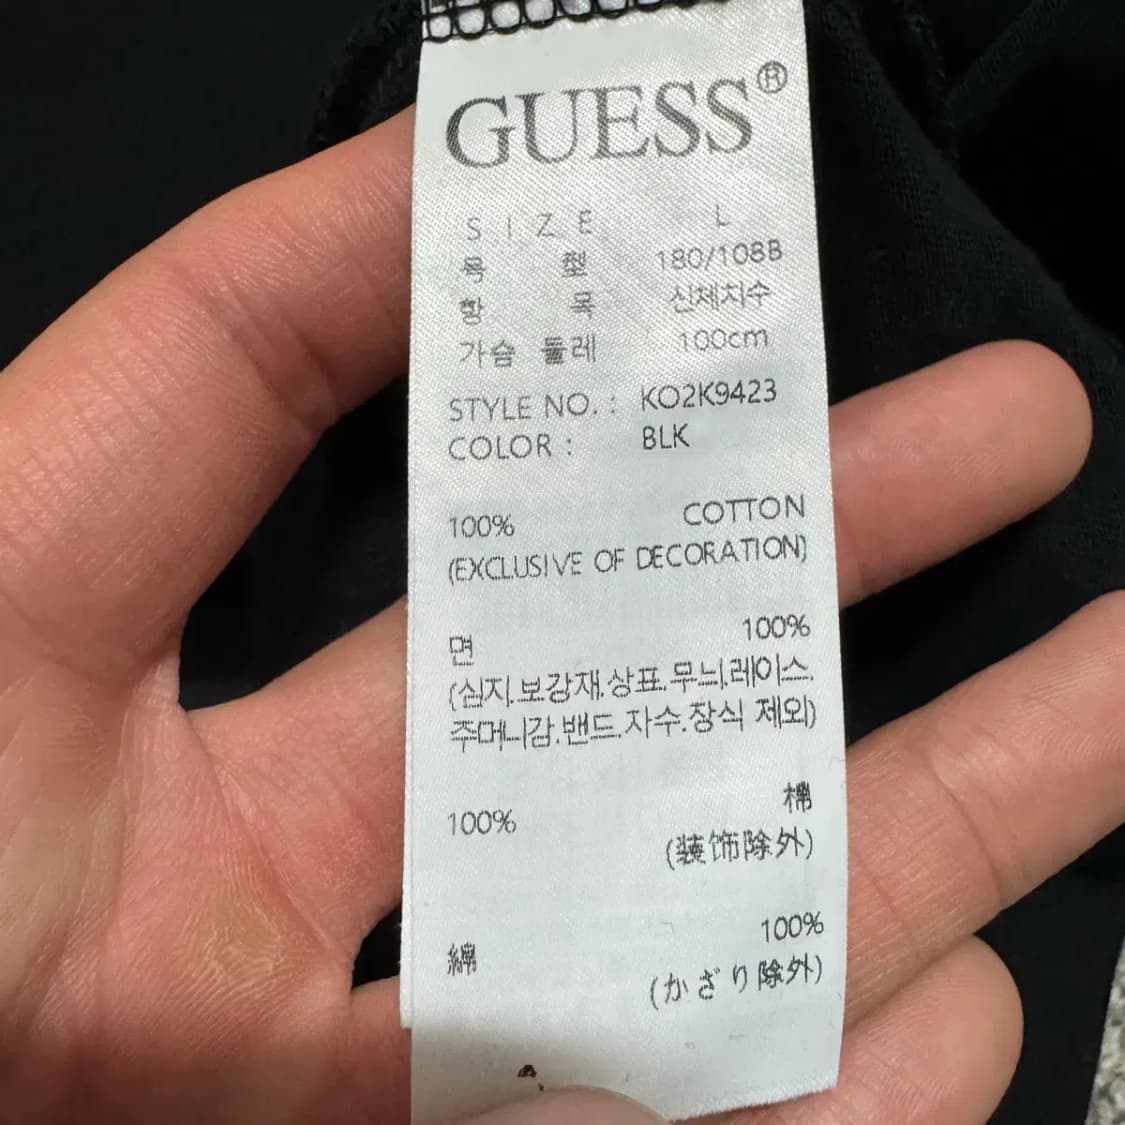 GUESS®
SIZE L
号 型 180/108B
항 목 신체치수
가슴 둘레 100cm
STYLE NO. : KO2K9423
COLOR : BLK
100% COTTON
(EXCLUSIVE OF DECORATION)
면 100%
(심지.보강재.상표.무늬.레이스.
주머니감.밴드.자수.장식 제외)
100% 棉
(装饰除外)
綿 100%
(かざり除外)